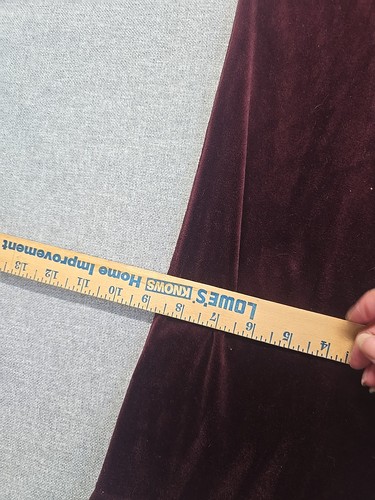 LOWE'S KNOWS Home Improvement
4 5 6 7 8 9 10 11 12 13